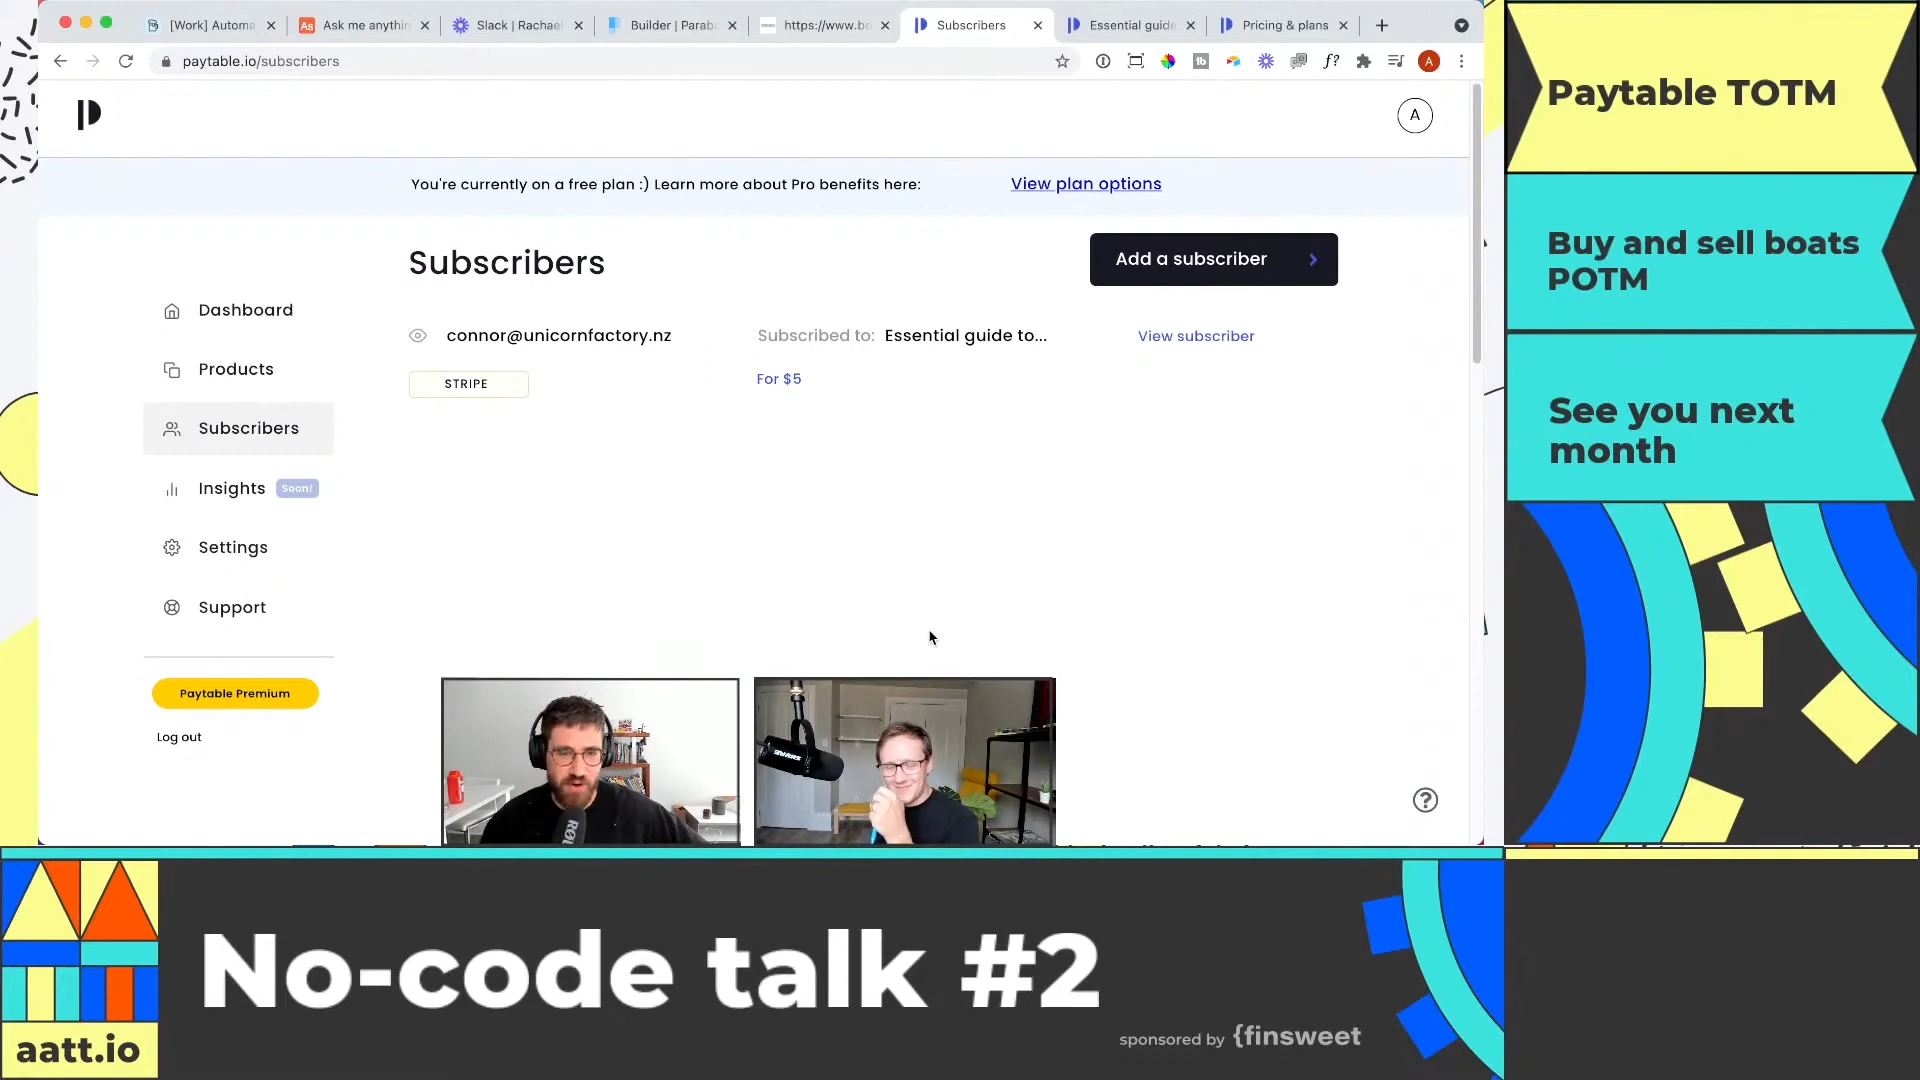 [Work] Automa
Ask me anythin
Slack | Rachael
Builder | Parabo
https://www.be
Subscribers
Essential guide
Pricing & plans
paytable.io/subscribers
A
A
You're currently on a free plan :) Learn more about Pro benefits here: View plan options
Subscribers
Add a subscriber
Dashboard
Products
Subscribers
Insights Soon!
Settings
Support
Paytable Premium
Log out
connor@unicornfactory.nz Subscribed to: Essential guide to... View subscriber
STRIPE
For $5
Paytable TOTM
Buy and sell boats
POTM
See you next
month
No-code talk #2
sponsored by {finsweet
aatt.io